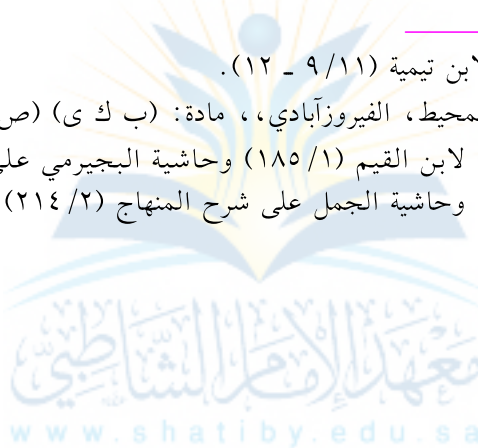 لابن تيمية (١١/ ٩ ـ ١٢).
لمحيط، الفيروزآبادي،، مادة: (ب ك ى) (ص
لابن القيم (١/ ١٨٥) وحاشية البجيرمي على
وحاشية الجمل على شرح المنهاج (٢/ ٢١٤)
معهد الإمام الشاطبي
www.shatiby.edu.sa